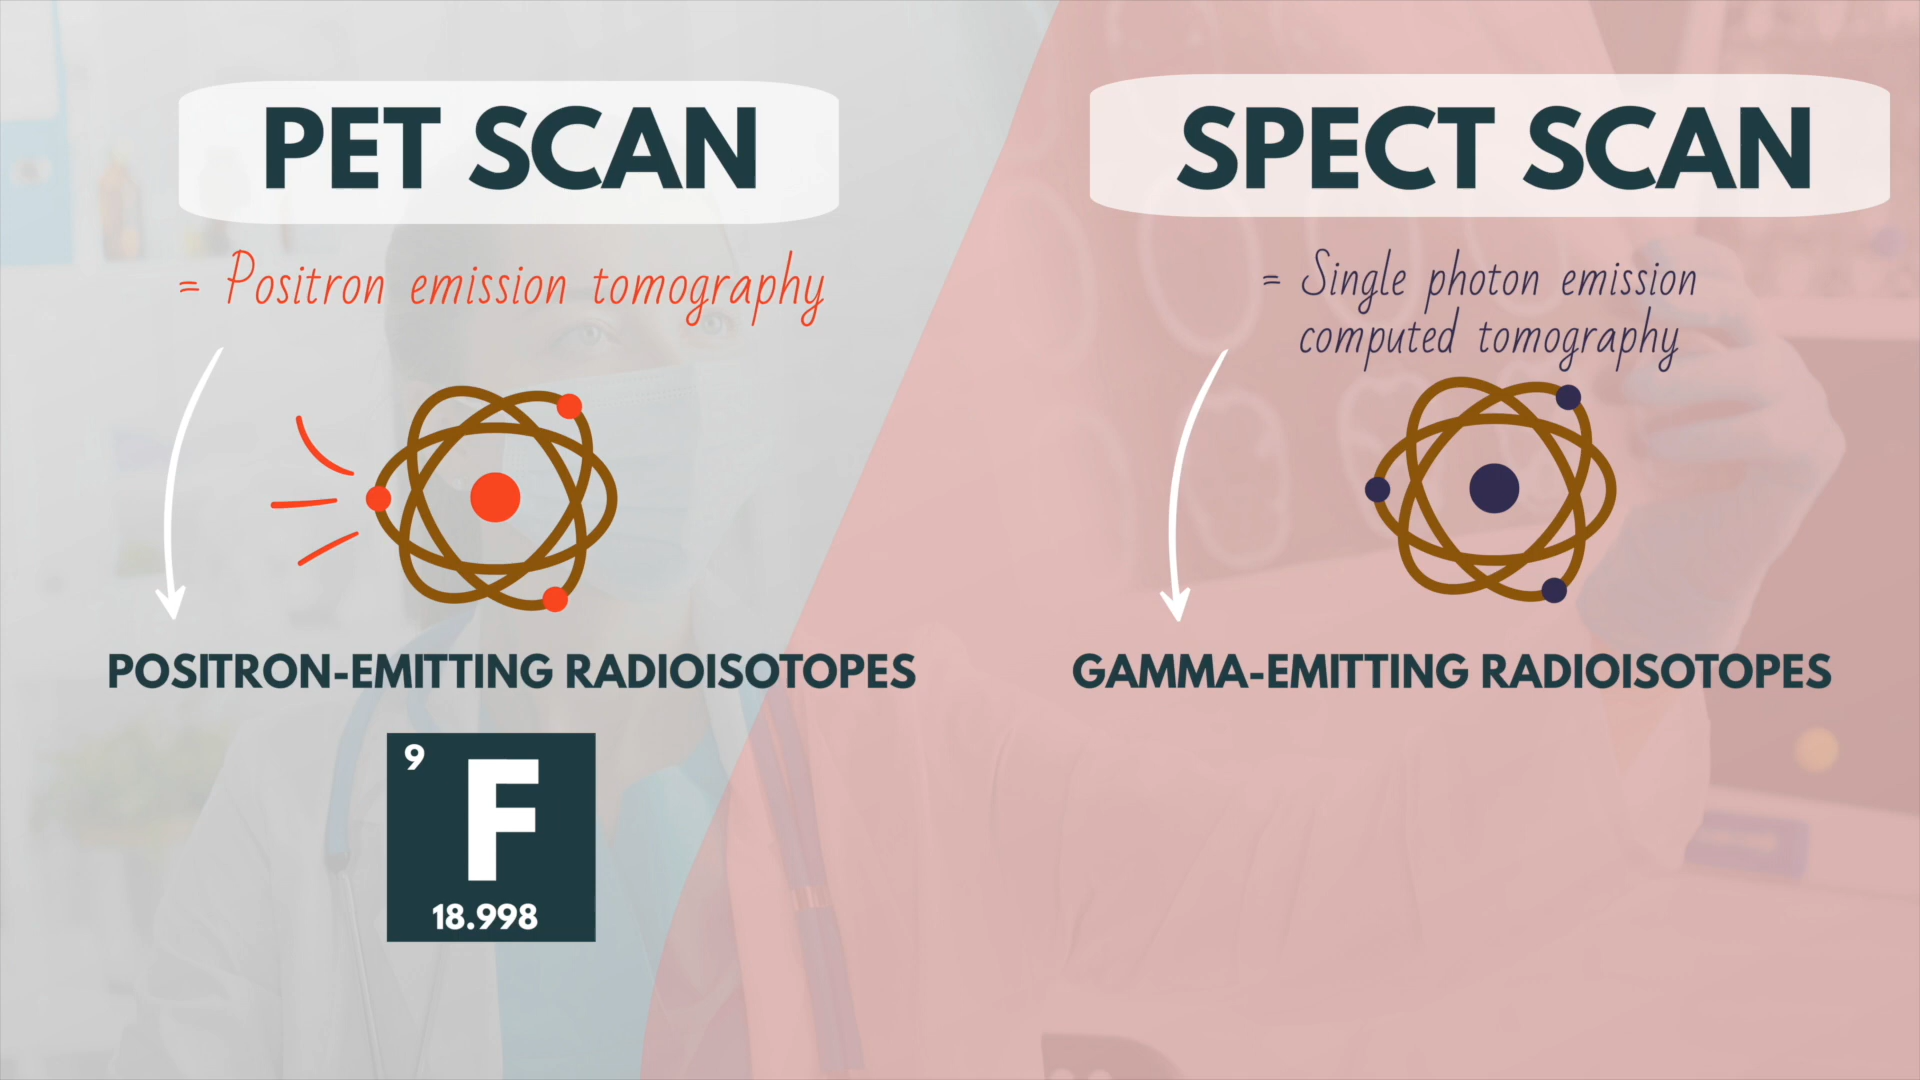 PET SCAN
= Positron emission tomography
POSITRON-EMITTING RADIOISOTOPES
9
F
18.998
SPECT SCAN
= Single photon emission
computed tomography
GAMMA-EMITTING RADIOISOTOPES